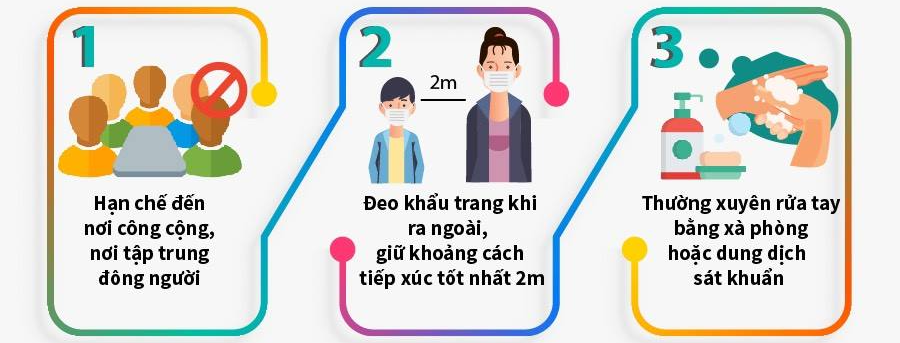 1
Hạn chế đến
nơi công cộng,
nơi tập trung
đông người
2
2m
Đeo khẩu trang khi
ra ngoài,
giữ khoảng cách
tiếp xúc tốt nhất 2m
3
Thường xuyên rửa tay
bằng xà phòng
hoặc dung dịch
sát khuẩn